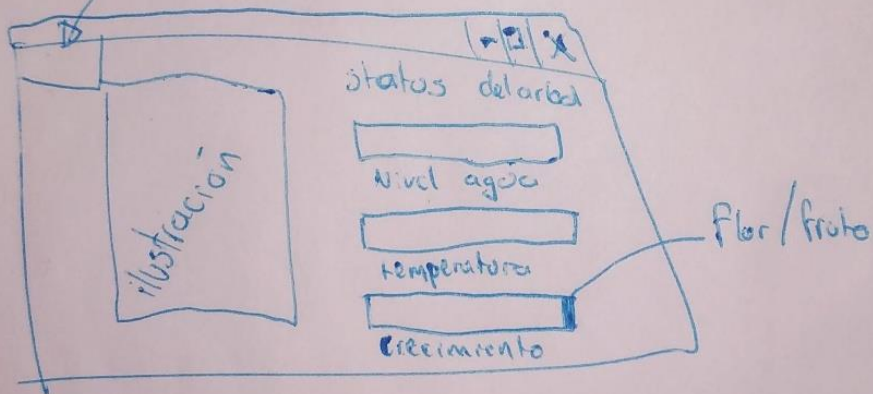 status del arbol
ilustración
Nivel agua
temperatura
Flor/fruto
crecimiento